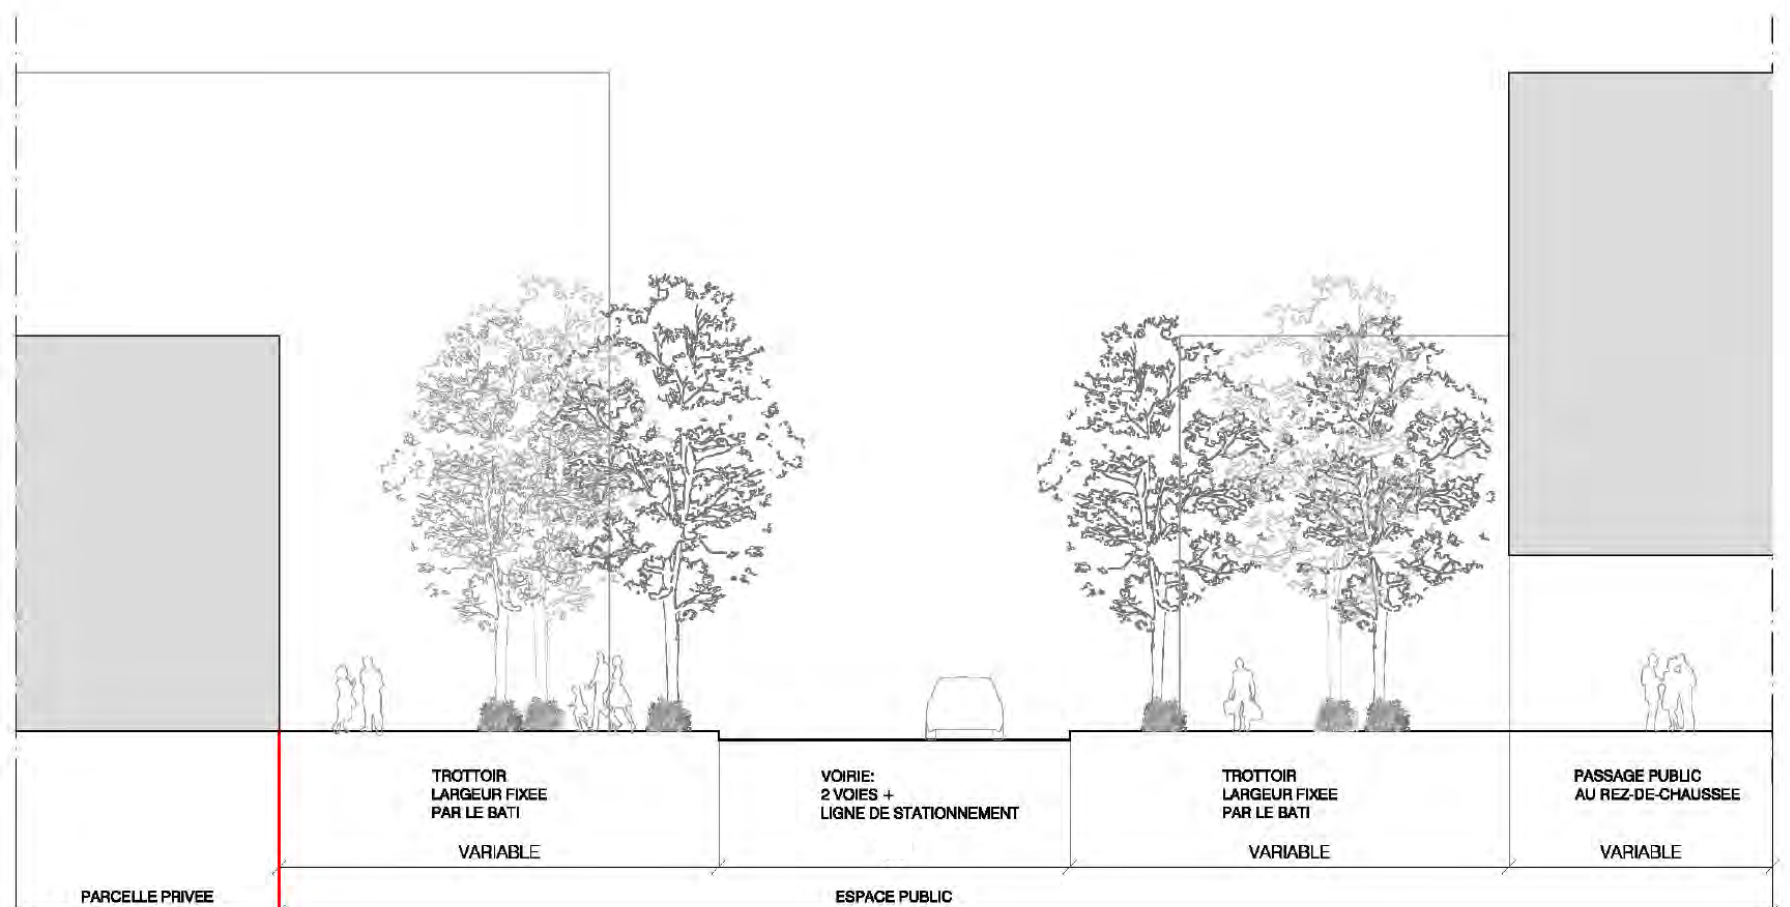 TROTTOIR
LARGEUR FIXEE
PAR LE BATI
VOIRIE:
2 VOIES +
LIGNE DE STATIONNEMENT
TROTTOIR
LARGEUR FIXEE
PAR LE BATI
PASSAGE PUBLIC
AU REZ-DE-CHAUSSEE
VARIABLE
VARIABLE
VARIABLE
PARCELLE PRIVEE
ESPACE PUBLIC